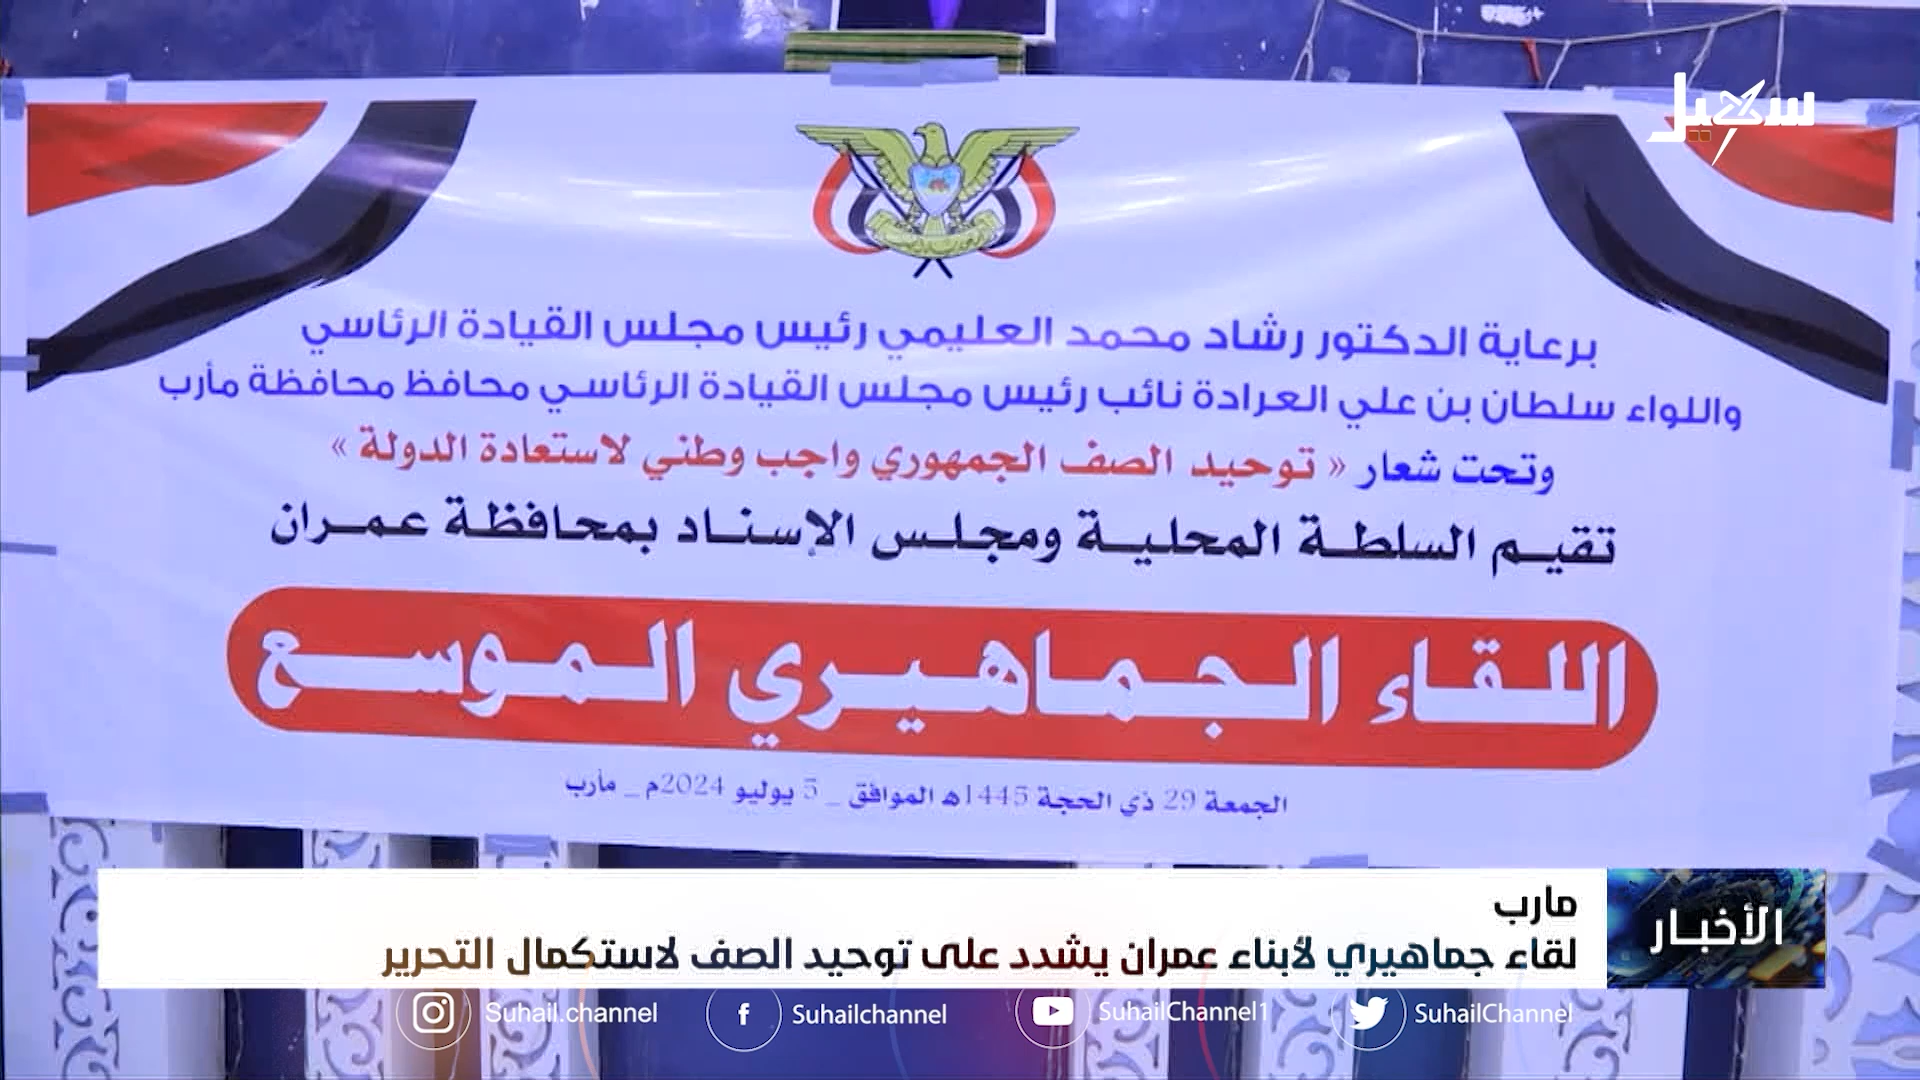 سهيل
برعاية الدكتور رشاد محمد العليمي رئيس مجلس القيادة الرئاسي
واللواء سلطان بن علي العرادة نائب رئيس مجلس القيادة الرئاسي محافظ محافظة مأرب
وتحت شعار « توحيد الصف الجمهوري واجب وطني لاستعادة الدولة »
تقيم السلطة المحلية ومجلس الإسناد بمحافظة عمران
اللقاء الجماهيري الموسع
الجمعة 29 ذي الحجة 1445هـ الموافق _ 5 يوليو 2024م _ مأرب
الأخبار
مارب
لقاء جماهيري لأبناء عمران يشدد على توحيد الصف لاستكمال التحرير
Suhail.channel Suhailchannel SuhailChannel1 SuhailChannel